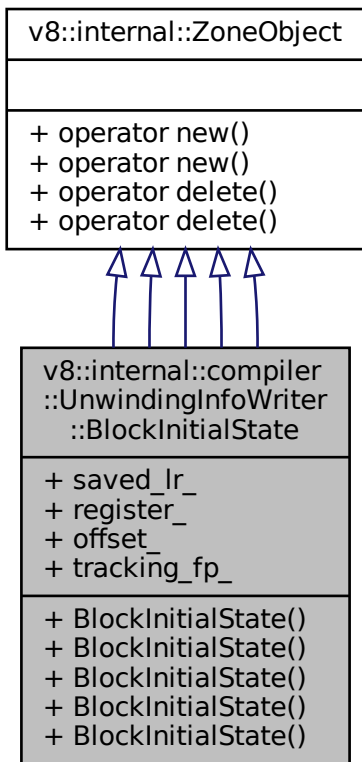 v8::internal::ZoneObject
+ operator new()
+ operator new()
+ operator delete()
+ operator delete()
v8::internal::compiler
::UnwindingInfoWriter
::BlockInitialState
+ saved_lr_
+ register_
+ offset_
+ tracking_fp_
+ BlockInitialState()
+ BlockInitialState()
+ BlockInitialState()
+ BlockInitialState()
+ BlockInitialState()